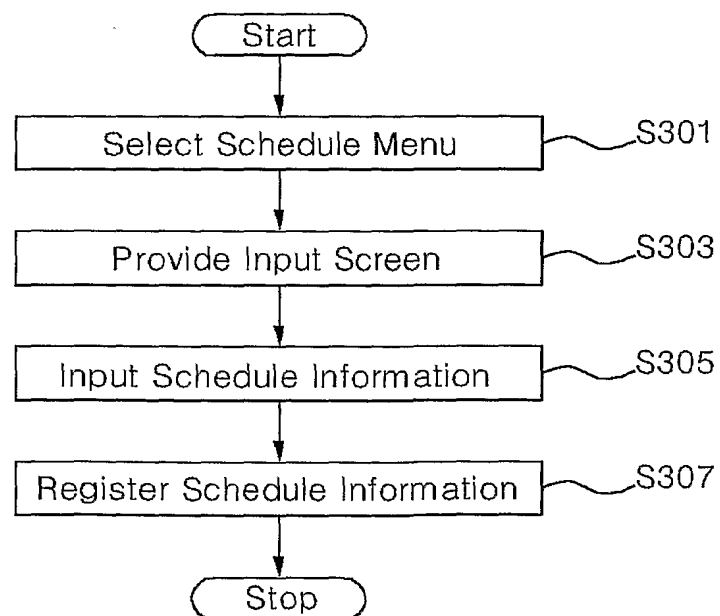 Start
Select Schedule Menu
S301
Provide Input Screen
S303
Input Schedule Information
S305
Register Schedule Information
S307
Stop